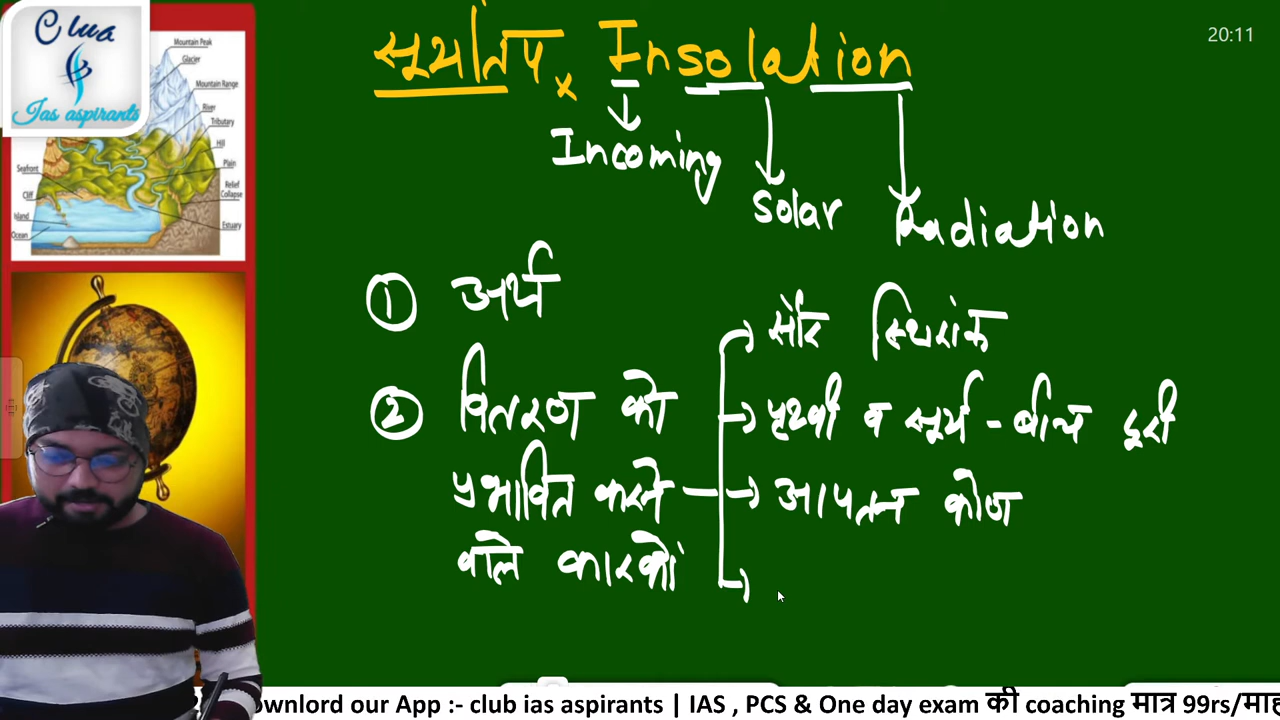 Club
Ias aspirants
20:11
सूर्यातप x Insolation
Incoming
Solar
Radiation
Mountain Peak
Glacier
Mountain Range
River
Tributary
Hill
Plain
Relief
Collapse
Estuary
Seafront
Cliff
Island
Ocean
① अर्थ
② वितरण को
प्रभावित करने
वाले कारकों
सौर स्थिरांक
पृथ्वी व सूर्य - बीच दूरी
आपतन कोण
ownlord our App :- club ias aspirants | IAS , PCS & One day exam की coaching मात्र 99rs/माह